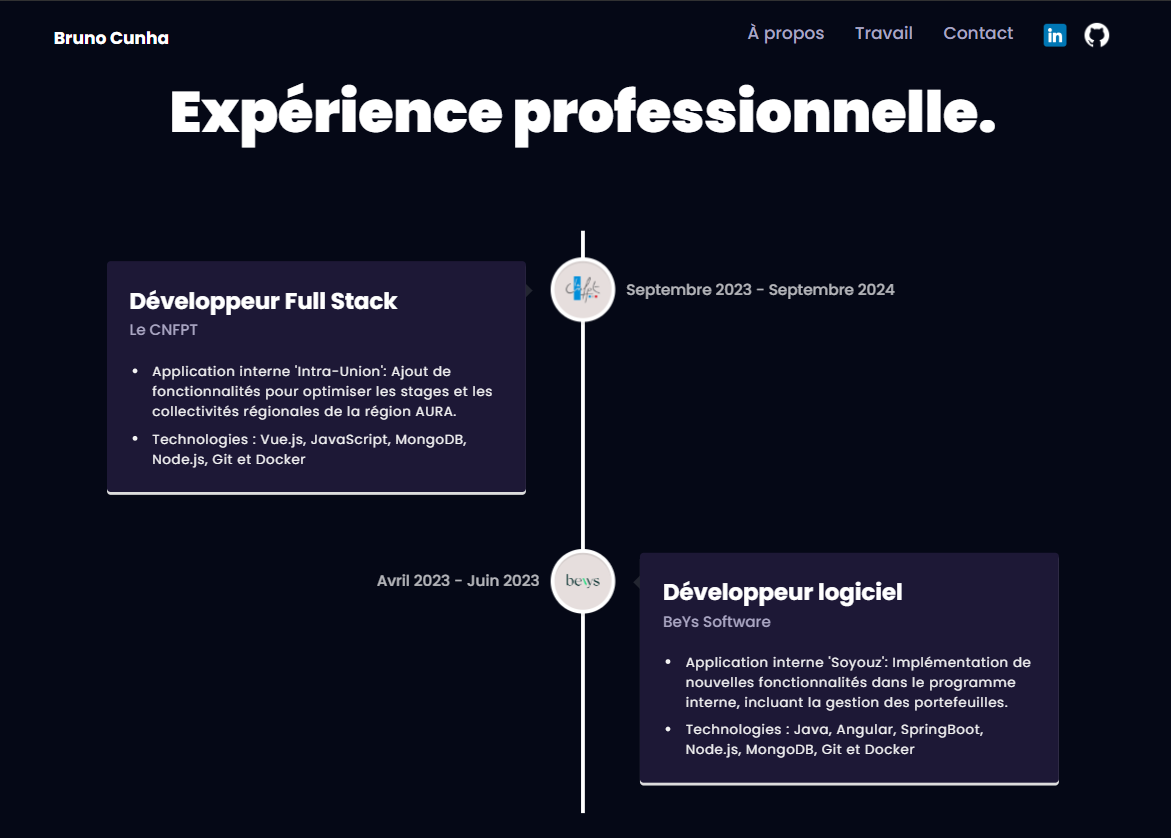 Bruno Cunha
À propos Travail Contact
in
Expérience professionnelle.
Développeur Full Stack
Le CNFPT
• Application interne 'Intra-Union': Ajout de
fonctionnalités pour optimiser les stages et les
collectivités régionales de la région AURA.
• Technologies : Vue.js, JavaScript, MongoDB,
Node.js, Git et Docker
Septembre 2023 - Septembre 2024
Avril 2023 - Juin 2023
beys
Développeur logiciel
BeYs Software
• Application interne 'Soyouz': Implémentation de
nouvelles fonctionnalités dans le programme
interne, incluant la gestion des portefeuilles.
• Technologies : Java, Angular, SpringBoot,
Node.js, MongoDB, Git et Docker